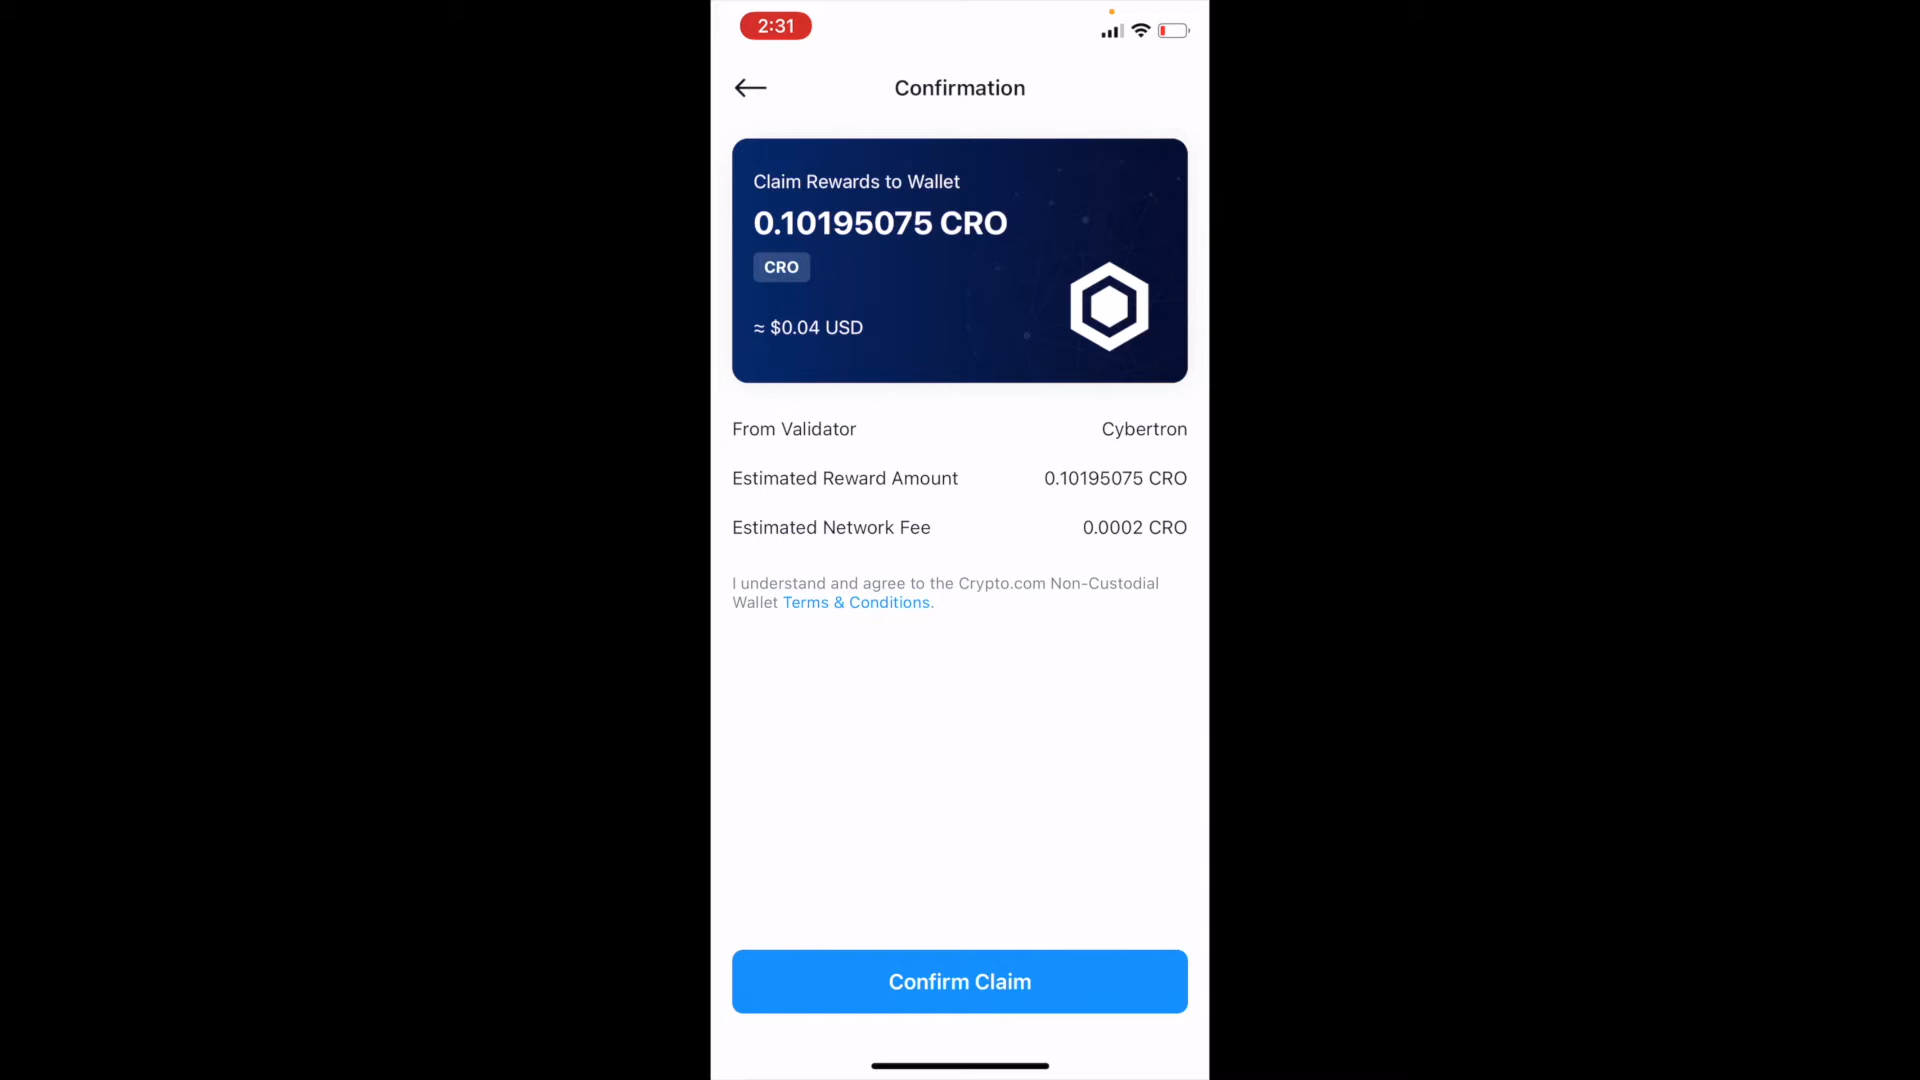 2:31
Confirmation
Claim Rewards to Wallet
0.10195075 CRO
CRO
≈ $0.04 USD
From Validator Cybertron
Estimated Reward Amount 0.10195075 CRO
Estimated Network Fee 0.0002 CRO
I understand and agree to the Crypto.com Non-Custodial
Wallet Terms & Conditions.
Confirm Claim